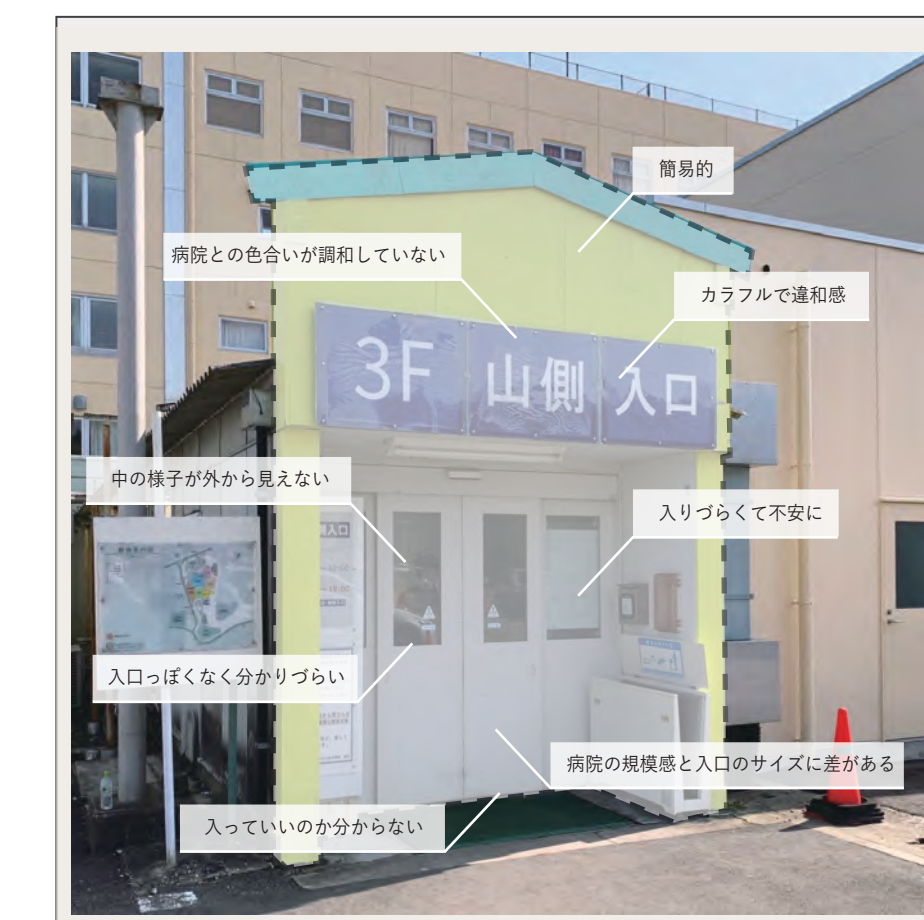 簡易的
病院との色合いが調和していない
カラフルで違和感
3F 山側 入口
中の様子が外から見えない
入りづらくて不安に
入口っぽくなく分かりづらい
病院の規模感と入口のサイズに差がある
入っていいのか分からない